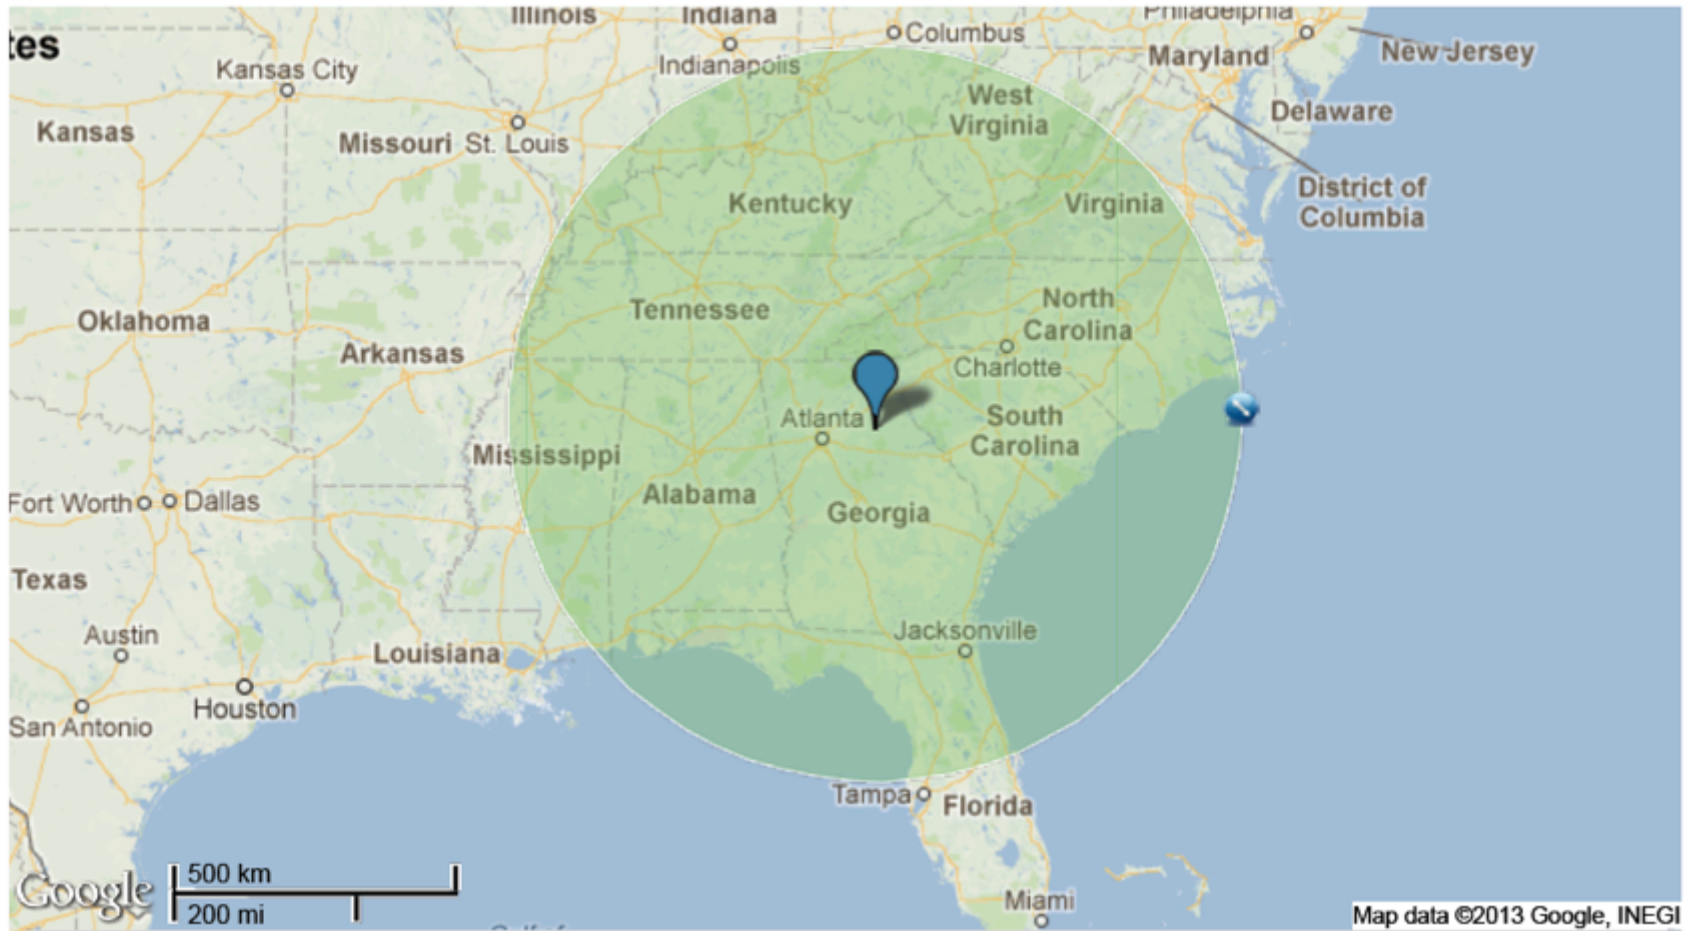 Illinois
Indiana
Philadelphia
Columbus
tes
Maryland
New Jersey
Kansas City
Indianapolis
West
Virginia
Delaware
Kansas
Missouri
St. Louis
District of
Columbia
Kentucky
Virginia
Tennessee
North
Carolina
Oklahoma
Arkansas
Charlotte
Atlanta
South
Carolina
Mississippi
Alabama
Georgia
Fort Worth
Dallas
Texas
Austin
Jacksonville
Louisiana
Houston
San Antonio
Tampa
Florida
500 km
Google
200 mi
Miami
Map data ©2013 Google, INEGI